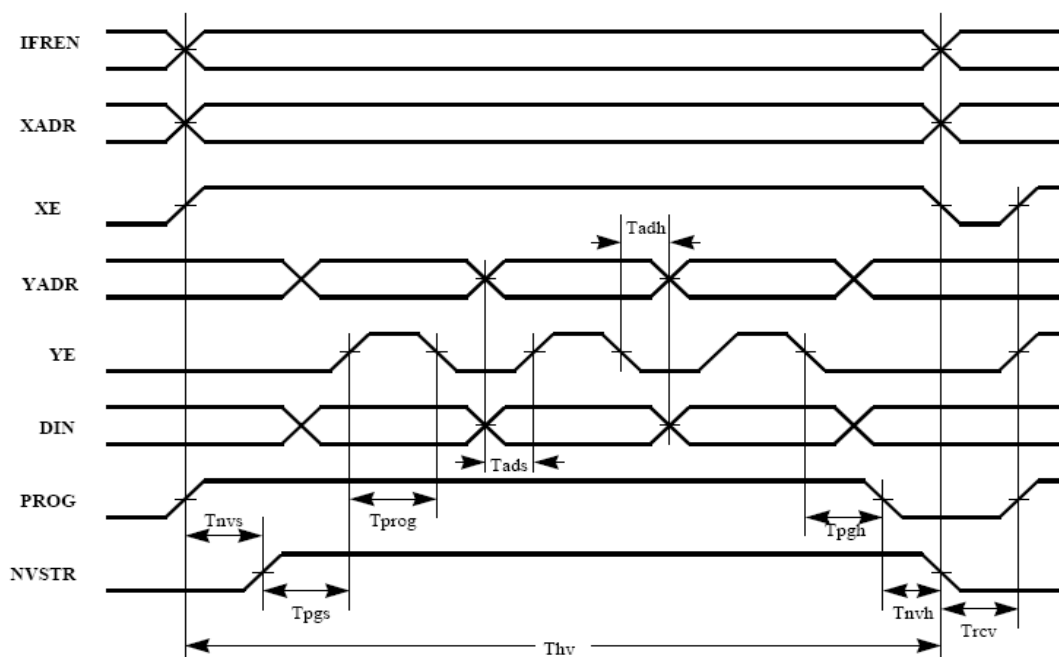 IFREN
XADR
XE
Tadh
YADR
YE
DIN
Tads
PROG
Tnvs
Tprog
Tpgh
NVSTR
Tpgs
Tnvh
Trcv
Thv